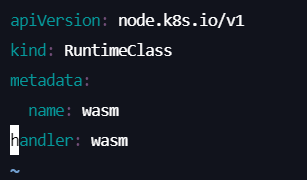 apiVersion: node.k8s.io/v1
kind: RuntimeClass
metadata:
  name: wasm
handler: wasm
~